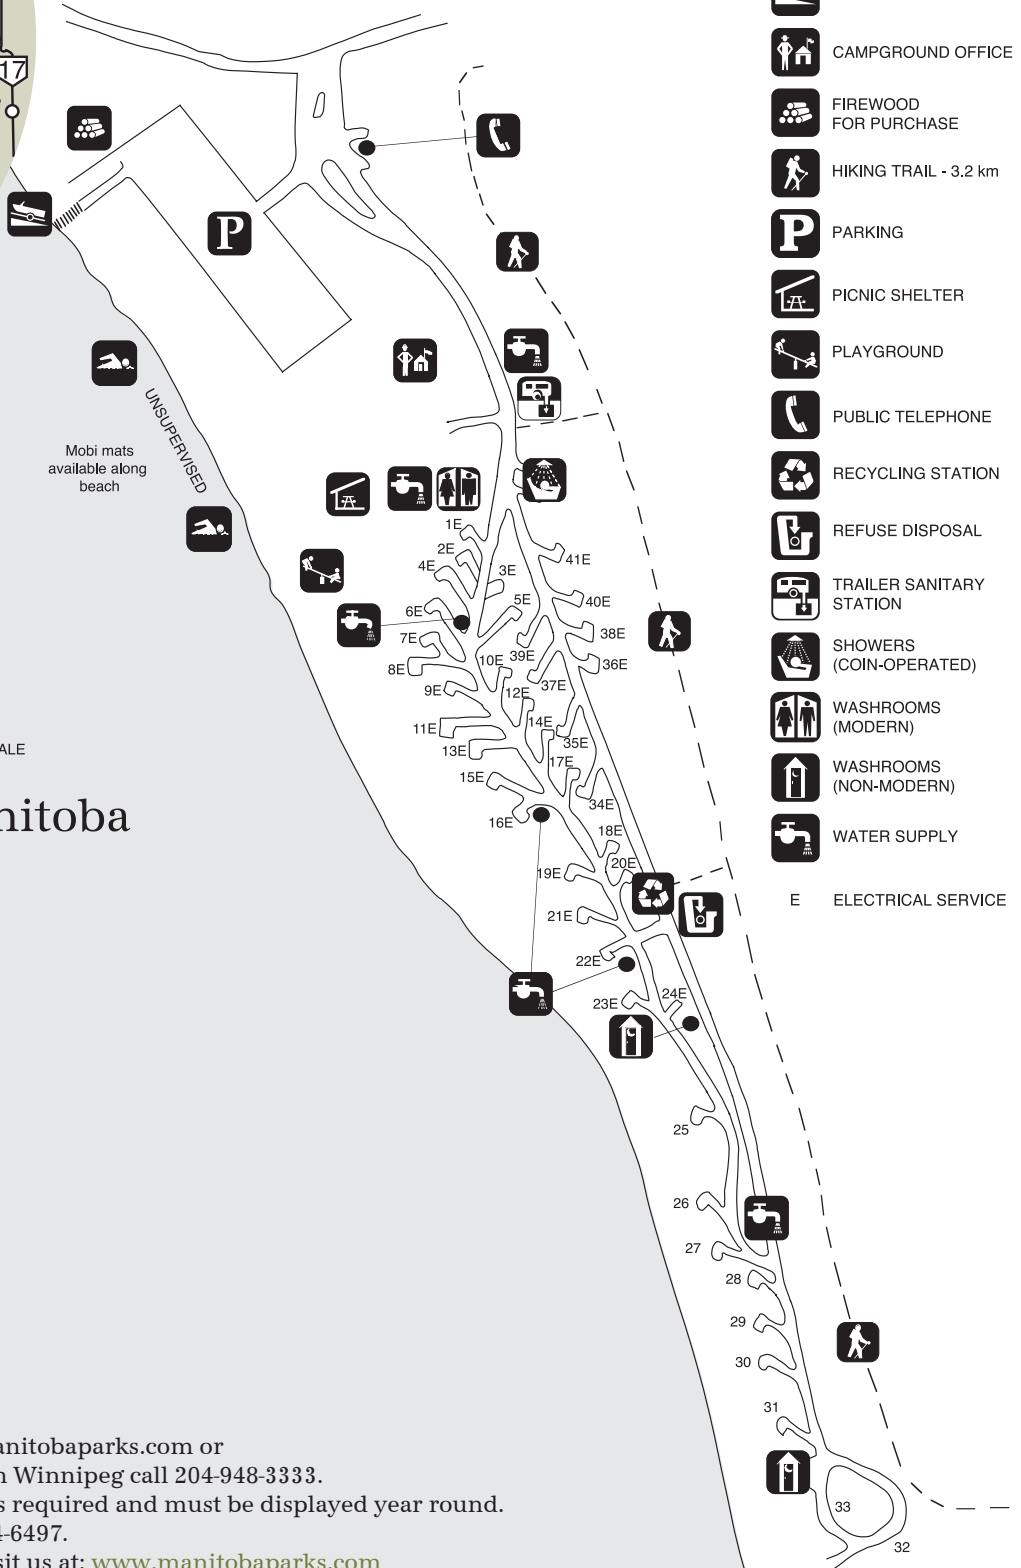 17
CAMPGROUND OFFICE
FIREWOOD
FOR PURCHASE
HIKING TRAIL - 3.2 km
P
PARKING
PICNIC SHELTER
PLAYGROUND
PUBLIC TELEPHONE
RECYCLING STATION
REFUSE DISPOSAL
TRAILER SANITARY
STATION
SHOWERS
(COIN-OPERATED)
WASHROOMS
(MODERN)
WASHROOMS
(NON-MODERN)
WATER SUPPLY
E ELECTRICAL SERVICE
P
UNSUPERVISED
Mobi mats
available along
beach
1E
2E
41E
4E
3E
5E
40E
6E
38E
7E
39E
10E
36E
8E
37E
9E
12E
14E
11E
35E
13E
17E
15E
34E
16E
18E
20E
19E
21E
22E
24E
23E
25
26
27
28
29
30
31
33
32
ALE
nitoba
anitobaparks.com or
n Winnipeg call 204-948-3333.
s required and must be displayed year round.
4-6497.
sit us at: www.manitobaparks.com